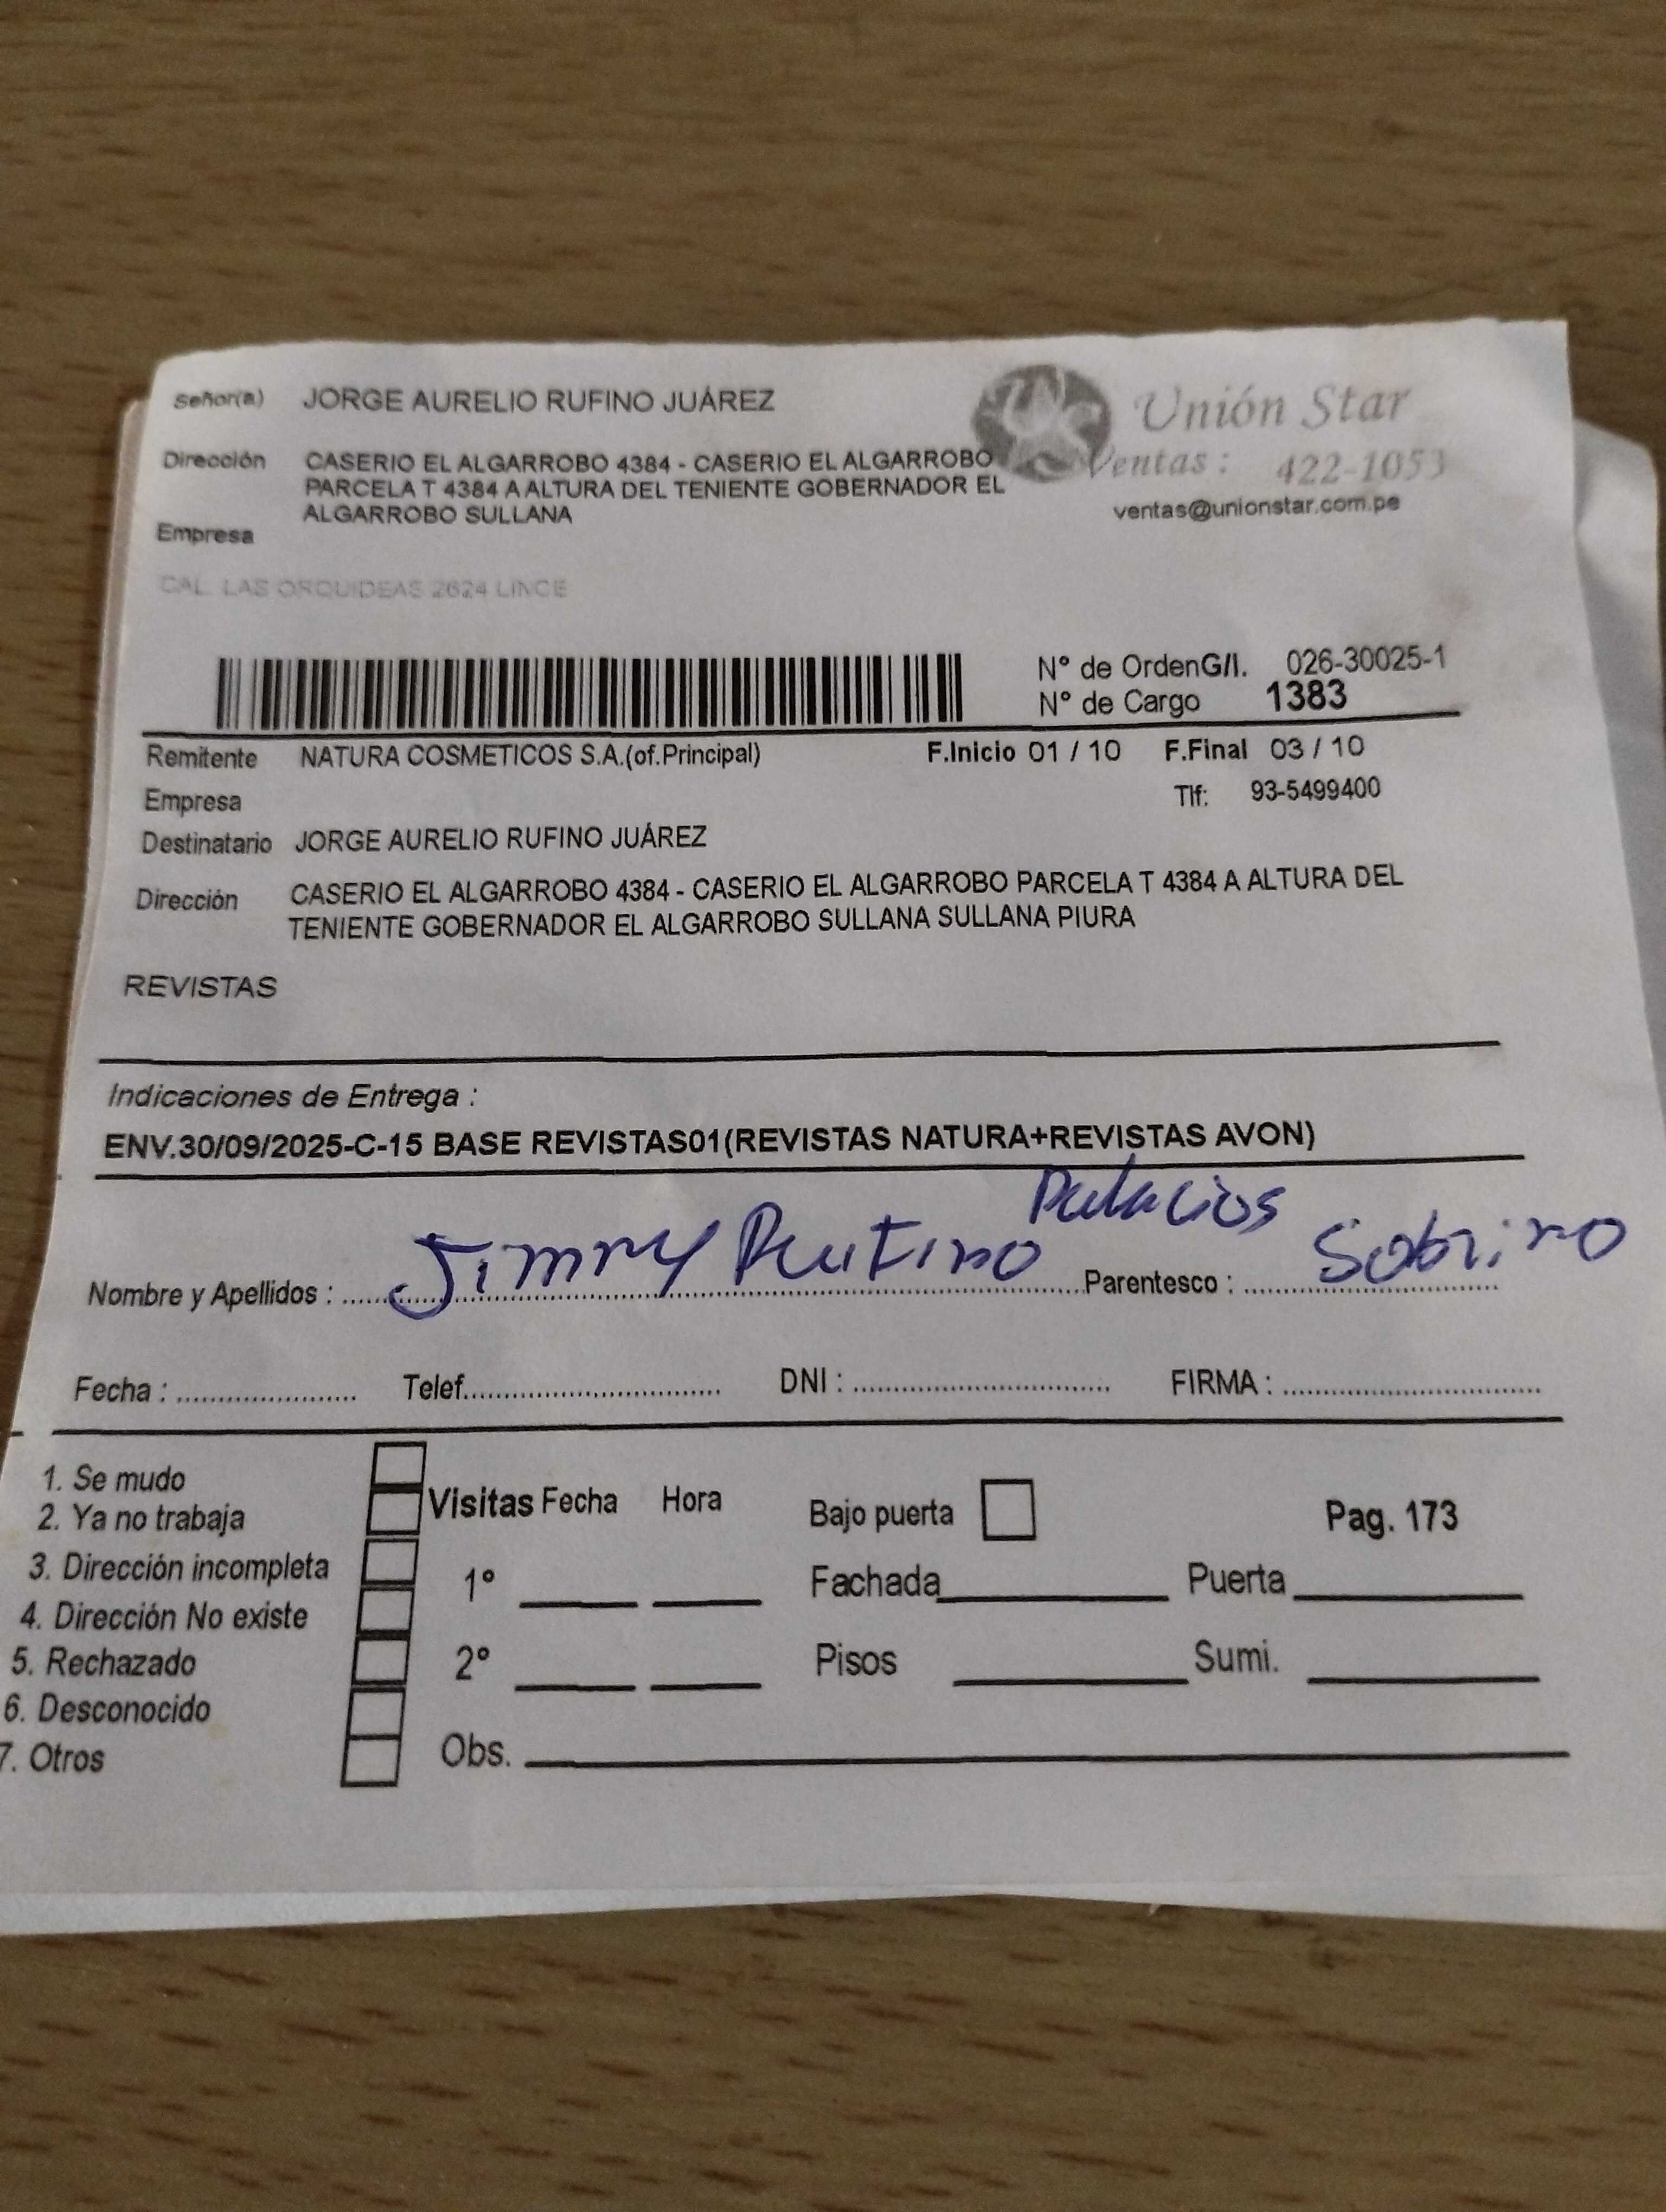 Señor(a) JORGE AURELIO RUFINO JUÁREZ
Unión Star
Dirección CASERIO EL ALGARROBO 4384 - CASERIO EL ALGARROBO
PARCELA T 4384 A ALTURA DEL TENIENTE GOBERNADOR EL
ALGARROBO SULLANA
Ventas : 422-1053
ventas@unionstar.com.pe
Empresa
CAL. LAS ORQUIDEAS 2624 LINCE
N° de OrdenG/I. 026-30025-1
N° de Cargo 1383
Remitente NATURA COSMETICOS S.A.(of.Principal) F.Inicio 01 / 10 F.Final 03 / 10
Empresa Tlf: 93-5499400
Destinatario JORGE AURELIO RUFINO JUÁREZ
Dirección CASERIO EL ALGARROBO 4384 - CASERIO EL ALGARROBO PARCELA T 4384 A ALTURA DEL
TENIENTE GOBERNADOR EL ALGARROBO SULLANA SULLANA PIURA
REVISTAS
Indicaciones de Entrega :
ENV.30/09/2025-C-15 BASE REVISTAS01(REVISTAS NATURA+REVISTAS AVON)
Nombre y Apellidos : Jimmy Rufino Palacios Parentesco : Sobrino
Fecha : Telef. DNI : FIRMA :
1. Se mudo
2. Ya no trabaja
3. Dirección incompleta
4. Dirección No existe
5. Rechazado
6. Desconocido
7. Otros
Visitas Fecha Hora Bajo puerta Pag. 173
1° Fachada Puerta
2° Pisos Sumi.
Obs.